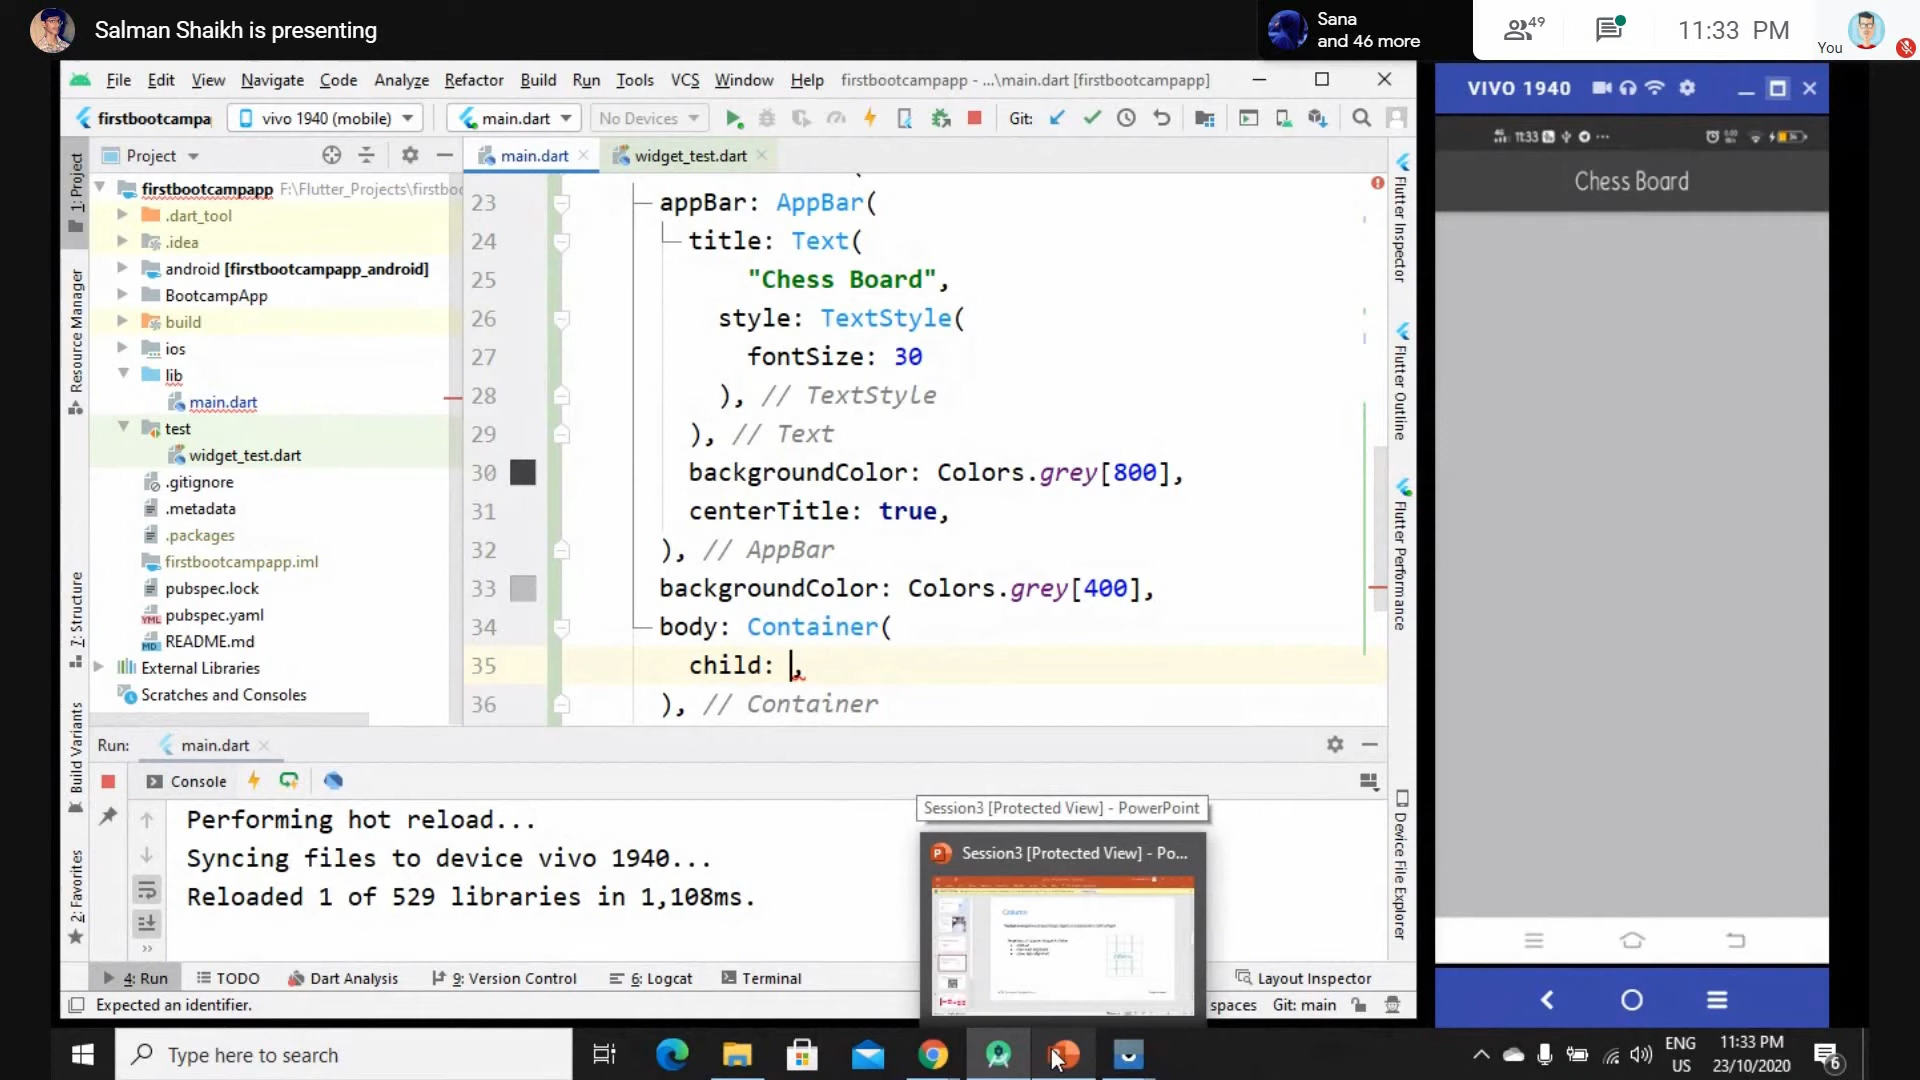 Salman Shaikh is presenting
Sana
and 46 more
49
11:33 PM
You
File Edit View Navigate Code Analyze Refactor Build Run Tools VCS Window Help firstbootcampapp - ...\main.dart [firstbootcampapp]
firstbootcampa vivo 1940 (mobile) main.dart No Devices Git:
Project
main.dart
widget_test.dart
1: Project
Resource Manager
7: Structure
Build Variants
2: Favorites
firstbootcampapp F:\Flutter_Projects\firstbo
.dart_tool
.idea
android [firstbootcampapp_android]
BootcampApp
build
ios
lib
main.dart
test
widget_test.dart
.gitignore
.metadata
.packages
firstbootcampapp.iml
pubspec.lock
pubspec.yaml
README.md
External Libraries
Scratches and Consoles
23 appBar: AppBar(
24 title: Text(
25 "Chess Board",
26 style: TextStyle(
27 fontSize: 30
28 ), // TextStyle
29 ), // Text
30 backgroundColor: Colors.grey[800],
31 centerTitle: true,
32 ), // AppBar
33 backgroundColor: Colors.grey[400],
34 body: Container(
35 child: ,
36 ), // Container
Flutter Inspector
Flutter Outline
Flutter Performance
Device File Explorer
Run: main.dart
Console
Performing hot reload...
Syncing files to device vivo 1940...
Reloaded 1 of 529 libraries in 1,108ms.
Session3 [Protected View] - PowerPoint
Session3 [Protected View] - Po...
Column
4: Run TODO Dart Analysis 9: Version Control 6: Logcat Terminal Layout Inspector
Expected an identifier.
spaces Git: main
VIVO 1940
11:33
Chess Board
Type here to search
ENG
US
11:33 PM
23/10/2020
6